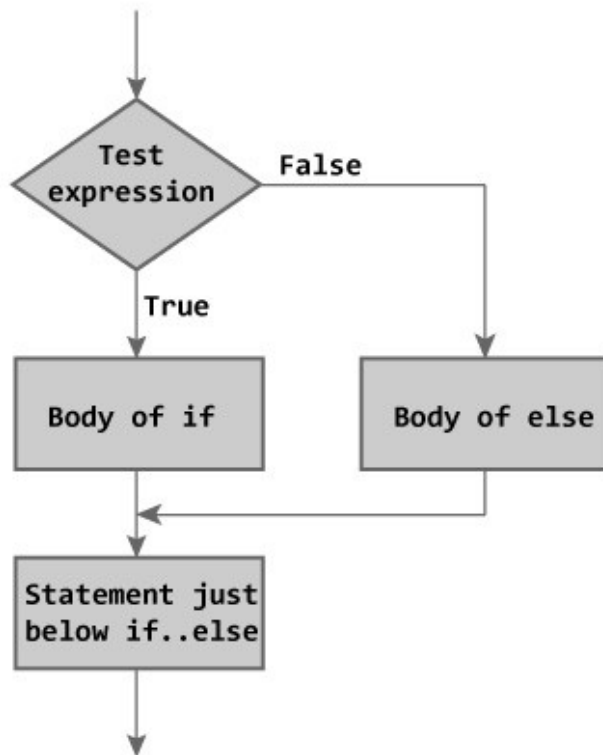 Test
expression
False
True
Body of if
Body of else
Statement just
below if..else